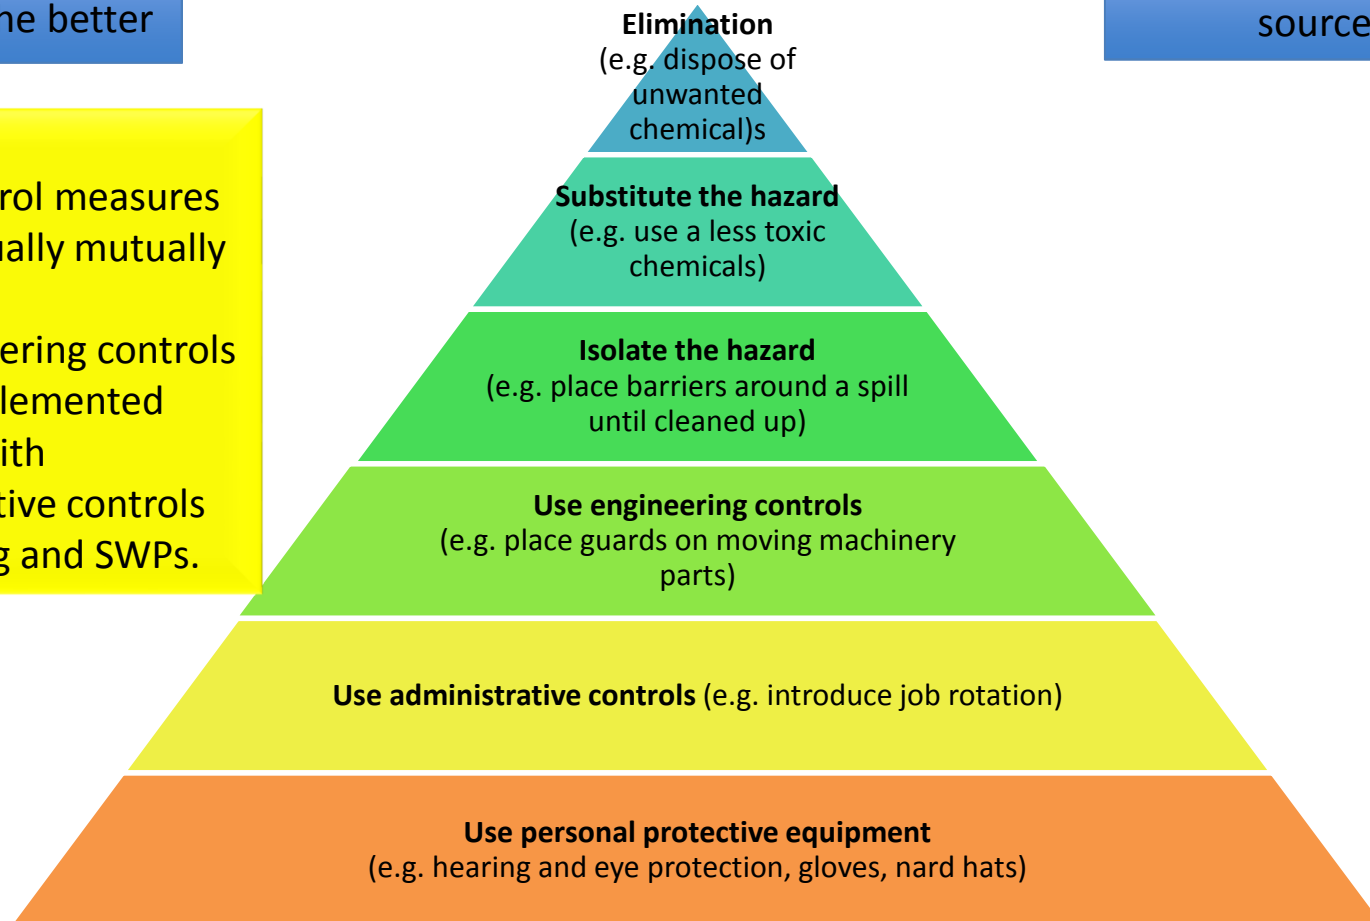 he better
source
rol measures
ually mutually
ering controls
lemented
ith
tive controls
g and SWPs.
Elimination
(e.g. dispose of
unwanted
chemical)s
Substitute the hazard
(e.g. use a less toxic
chemicals)
Isolate the hazard
(e.g. place barriers around a spill
until cleaned up)
Use engineering controls
(e.g. place guards on moving machinery
parts)
Use administrative controls (e.g. introduce job rotation)
Use personal protective equipment
(e.g. hearing and eye protection, gloves, nard hats)